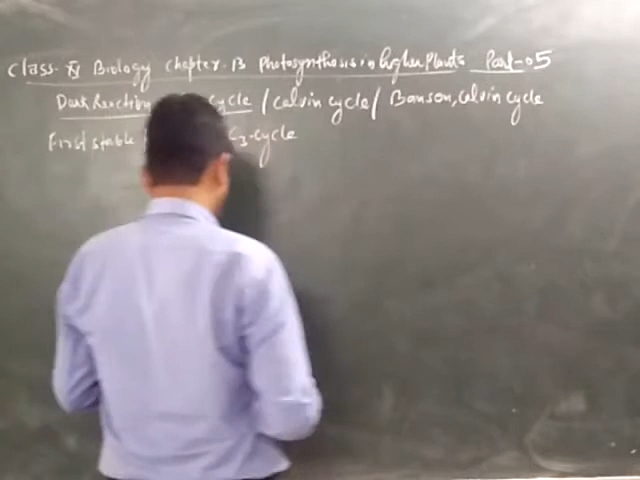 Class-XI Biology Chapter-13 Photosynthesis in higher Plants Part-05
Dark Reaction cycle / Calvin cycle / Banson, calvin cycle
First stable C3-cycle